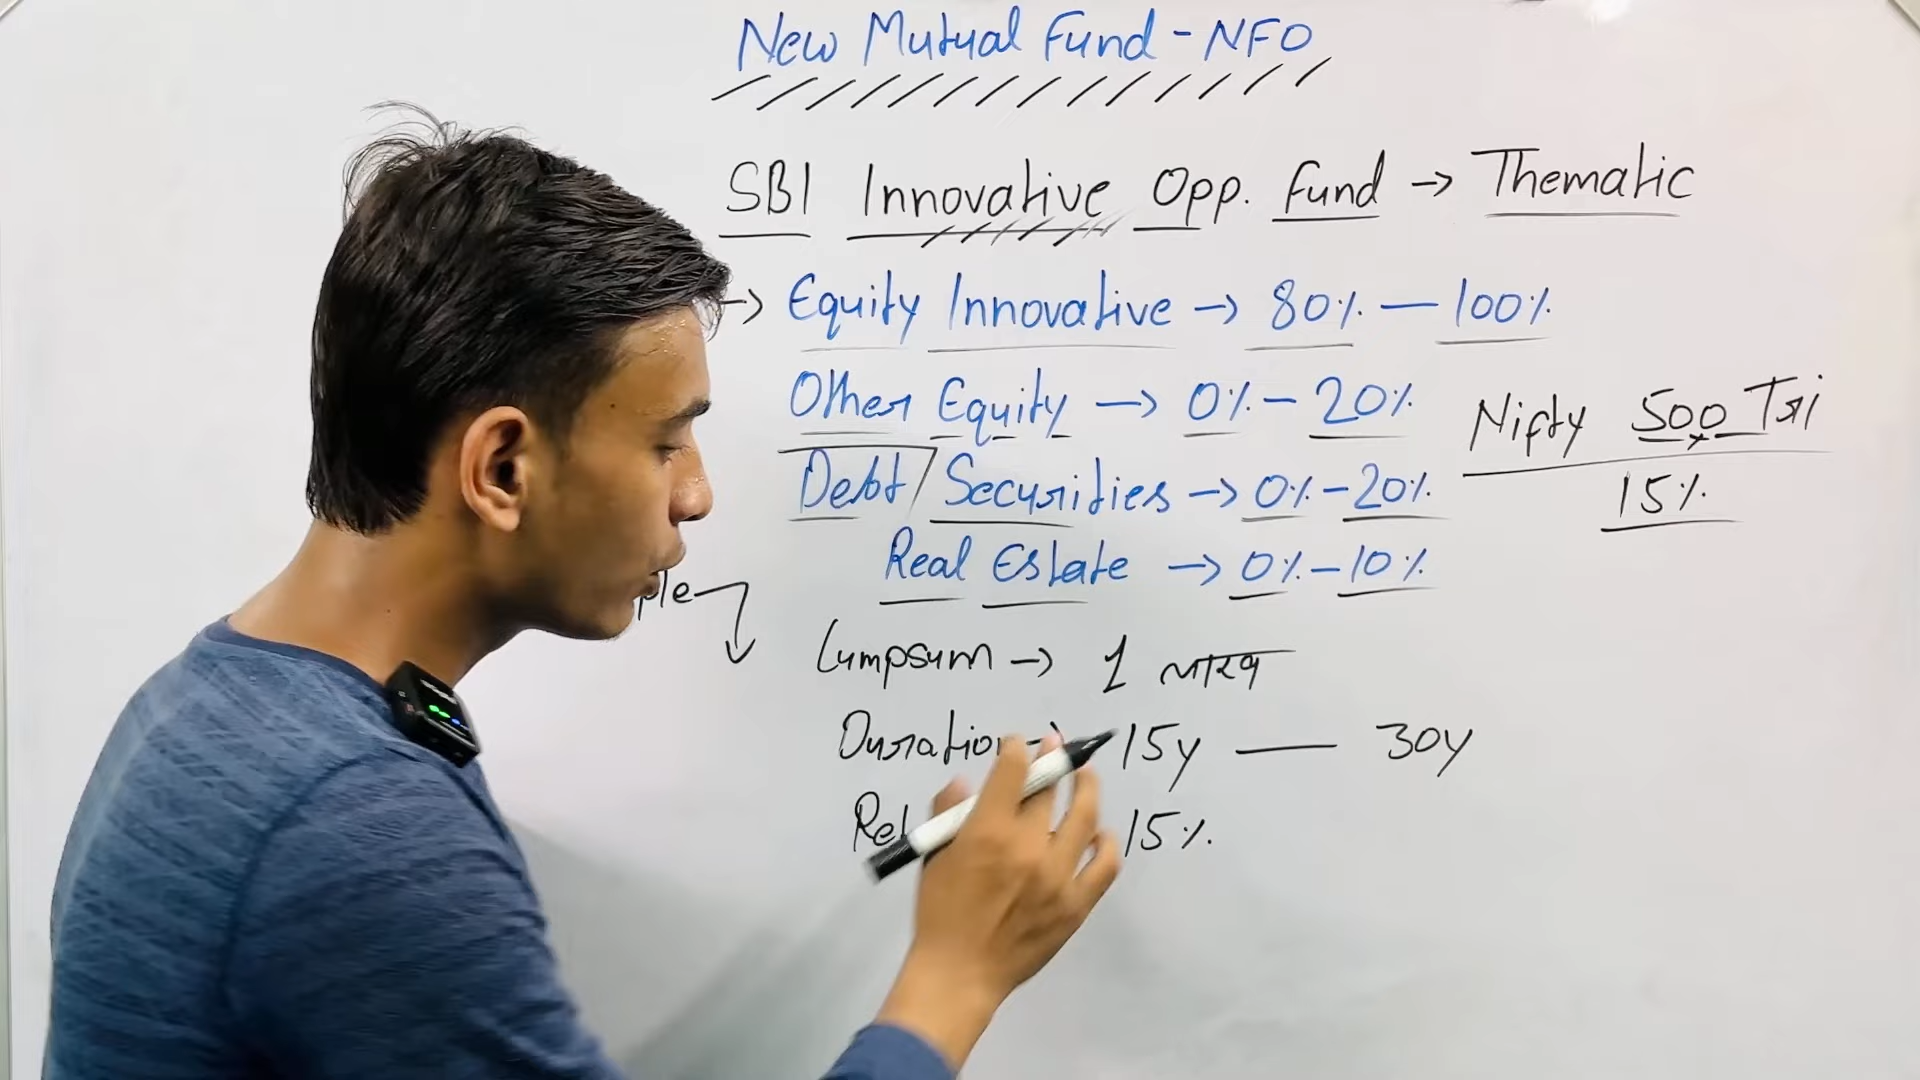 New Mutual Fund - NFO
SBI Innovative Opp. Fund → Thematic
→ Equity Innovative → 80% — 100%
Other Equity → 0% - 20%
Nifty 500 Tri
15%
Debt/Securities → 0% - 20%
Real Estate → 0% - 10%
Lumpsum → 1 लाख
Duration → 15y — 30y
15%